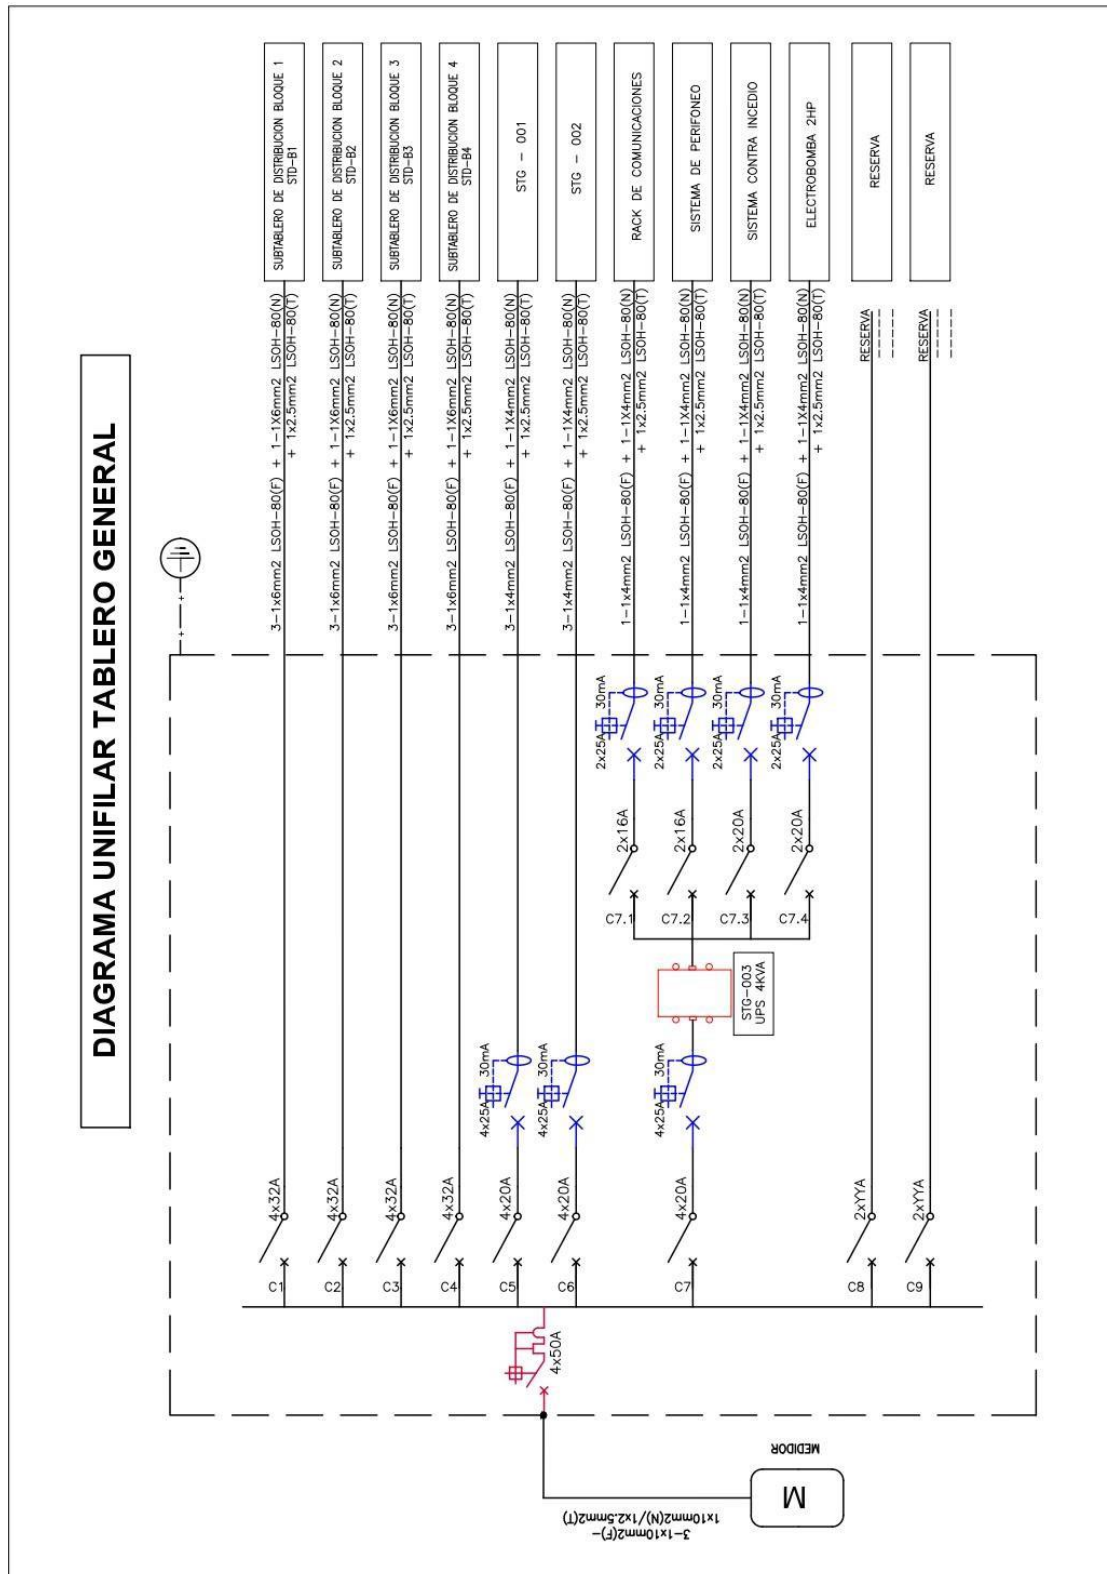 DIAGRAMA UNIFILAR TABLERO GENERAL
SUBTABLERO DE DISTRIBUCION BLOQUE 1
STD-B1
SUBTABLERO DE DISTRIBUCION BLOQUE 2
STD-B2
SUBTABLERO DE DISTRIBUCION BLOQUE 3
STD-B3
SUBTABLERO DE DISTRIBUCION BLOQUE 4
STD-B4
STG - 001
STG - 002
RACK DE COMUNICACIONES
SISTEMA DE PERIFONEO
SISTEMA CONTRA INCEDIO
ELECTROBOMBA 2HP
RESERVA
RESERVA
3-1x6mm2 LSOH-80(F) + 1-1X6mm2 LSOH-80(N)
+ 1x2.5mm2 LSOH-80(T)
3-1x6mm2 LSOH-80(F) + 1-1X6mm2 LSOH-80(N)
+ 1x2.5mm2 LSOH-80(T)
3-1x6mm2 LSOH-80(F) + 1-1X6mm2 LSOH-80(N)
+ 1x2.5mm2 LSOH-80(T)
3-1x6mm2 LSOH-80(F) + 1-1X6mm2 LSOH-80(N)
+ 1x2.5mm2 LSOH-80(T)
3-1x4mm2 LSOH-80(F) + 1-1X4mm2 LSOH-80(N)
+ 1x2.5mm2 LSOH-80(T)
3-1x4mm2 LSOH-80(F) + 1-1X4mm2 LSOH-80(N)
+ 1x2.5mm2 LSOH-80(T)
1-1x4mm2 LSOH-80(F) + 1-1X4mm2 LSOH-80(N)
+ 1x2.5mm2 LSOH-80(T)
1-1x4mm2 LSOH-80(F) + 1-1X4mm2 LSOH-80(N)
+ 1x2.5mm2 LSOH-80(T)
1-1x4mm2 LSOH-80(F) + 1-1X4mm2 LSOH-80(N)
+ 1x2.5mm2 LSOH-80(T)
1-1x4mm2 LSOH-80(F) + 1-1X4mm2 LSOH-80(N)
+ 1x2.5mm2 LSOH-80(T)
RESERVA
RESERVA
2x25A 30mA
2x25A 30mA
2x25A 30mA
2x25A 30mA
C7.1 2x16A
C7.2 2x16A
C7.3 2x20A
C7.4 2x20A
STG-003
UPS 4KVA
4x25A 30mA
4x25A 30mA
4x25A 30mA
C1 4x32A
C2 4x32A
C3 4x32A
C4 4x32A
C5 4x20A
C6 4x20A
C7 4x20A
C8 2xYYA
C9 2xYYA
4x50A
MEDIDOR
M
3-1x10mm2(F)-
1x10mm2(N)/1x2.5mm2(T)